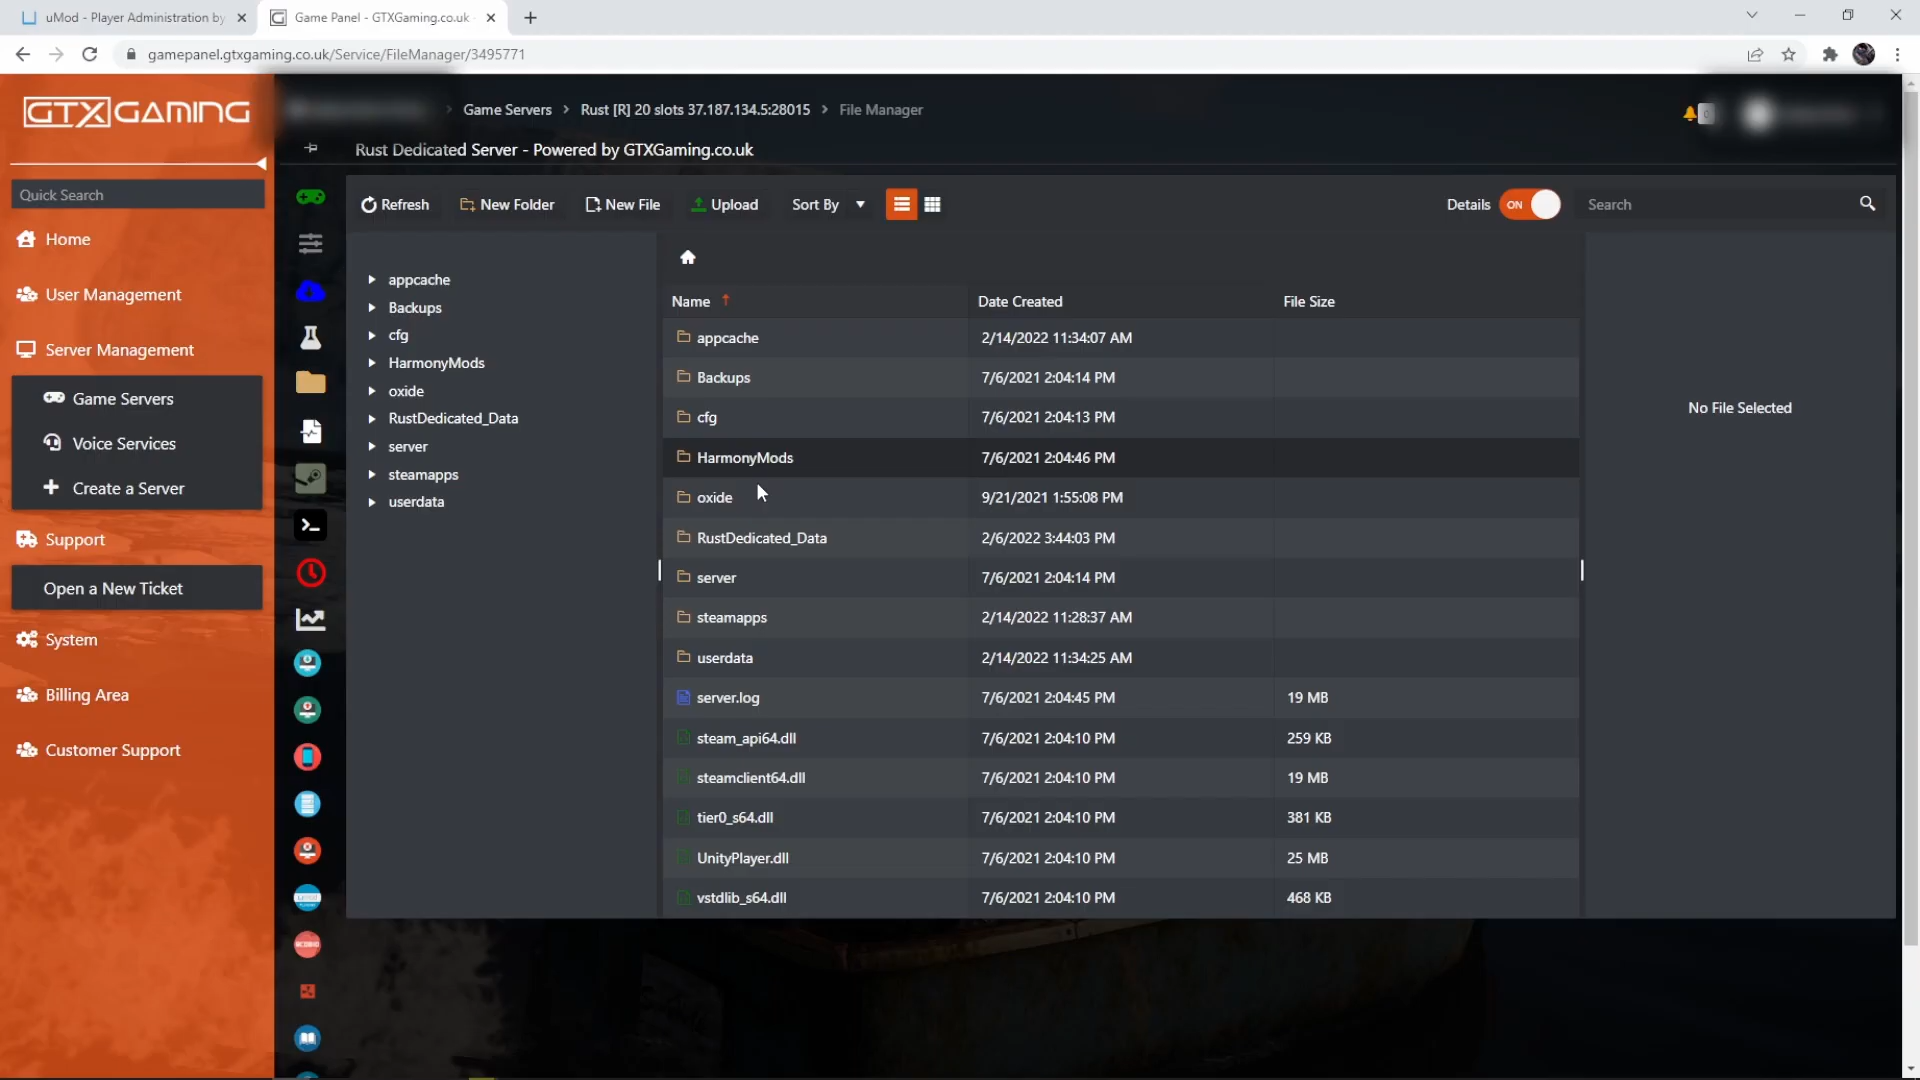 uMod - Player Administration by
Game Panel - GTXGaming.co.uk
gamepanel.gtxgaming.co.uk/Service/FileManager/3495771
GTXGAMING
Game Servers > Rust [R] 20 slots 37.187.134.5:28015 > File Manager
Rust Dedicated Server - Powered by GTXGaming.co.uk
Quick Search
Home
User Management
Server Management
Game Servers
Voice Services
Create a Server
Support
Open a New Ticket
System
Billing Area
Customer Support
Refresh New Folder New File Upload Sort By Details ON Search
appcache
Backups
cfg
HarmonyMods
oxide
RustDedicated_Data
server
steamapps
userdata
Name Date Created File Size
appcache 2/14/2022 11:34:07 AM
Backups 7/6/2021 2:04:14 PM
cfg 7/6/2021 2:04:13 PM
HarmonyMods 7/6/2021 2:04:46 PM
oxide 9/21/2021 1:55:08 PM
RustDedicated_Data 2/6/2022 3:44:03 PM
server 7/6/2021 2:04:14 PM
steamapps 2/14/2022 11:28:37 AM
userdata 2/14/2022 11:34:25 AM
server.log 7/6/2021 2:04:45 PM 19 MB
steam_api64.dll 7/6/2021 2:04:10 PM 259 KB
steamclient64.dll 7/6/2021 2:04:10 PM 19 MB
tier0_s64.dll 7/6/2021 2:04:10 PM 381 KB
UnityPlayer.dll 7/6/2021 2:04:10 PM 25 MB
vstdlib_s64.dll 7/6/2021 2:04:10 PM 468 KB
No File Selected